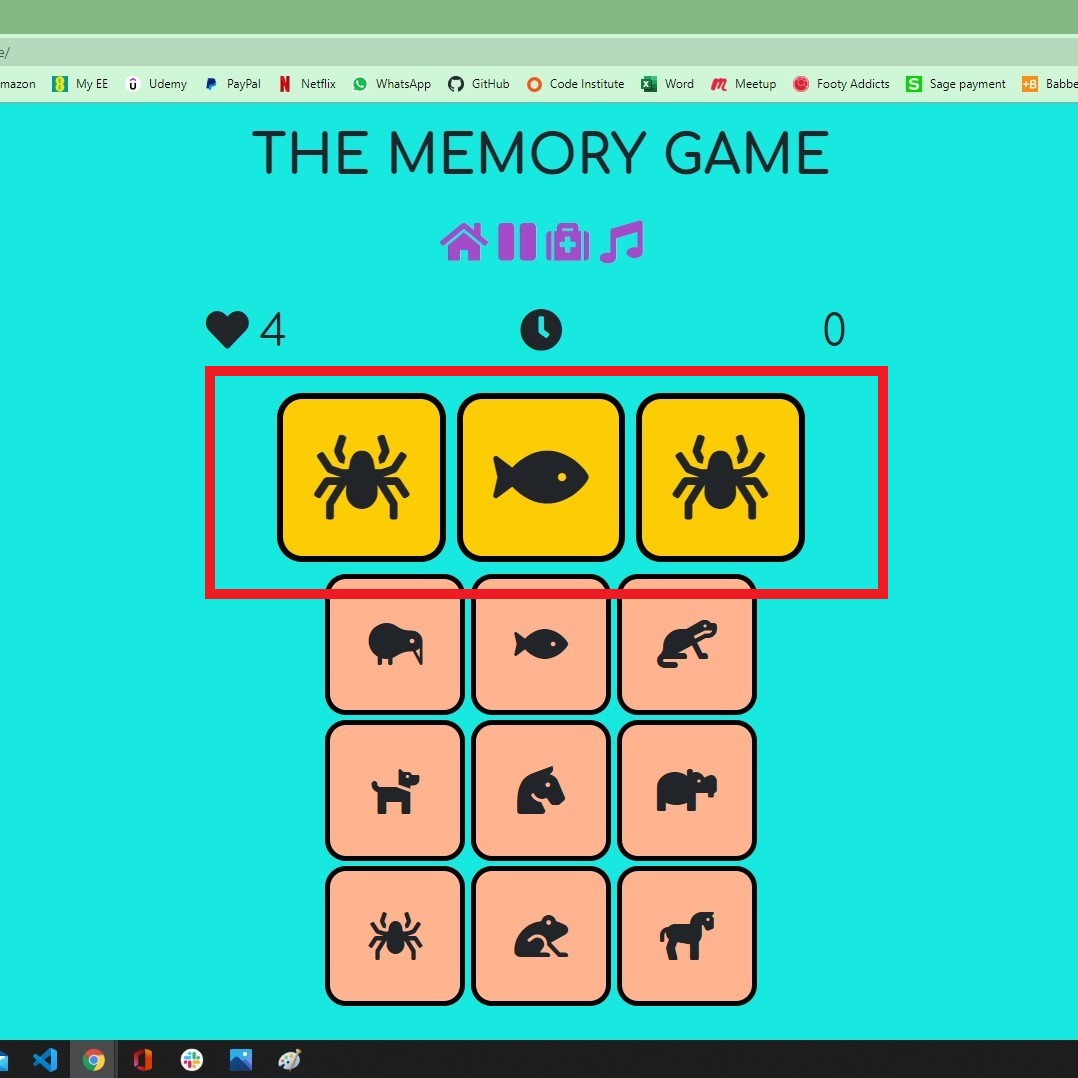 e/
mazon My EE Udemy PayPal Netflix WhatsApp GitHub Code Institute Word Meetup Footy Addicts Sage payment Babbe
THE MEMORY GAME
4 0